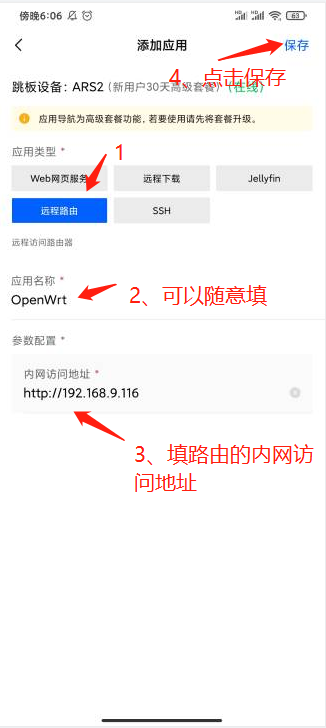 傍晚6:06
63
添加应用
保存
4、点击保存
跳板设备: ARS2 (新用户30天高级套餐) (在线)
应用导航为高级套餐功能，若要使用请先将套餐升级。
应用类型 *
1
Web网页服务
远程下载
Jellyfin
远程路由
SSH
远程访问路由器
应用名称 *
OpenWrt
2、可以随意填
参数配置 *
内网访问地址 *
http://192.168.9.116
3、填路由的内网访
问地址